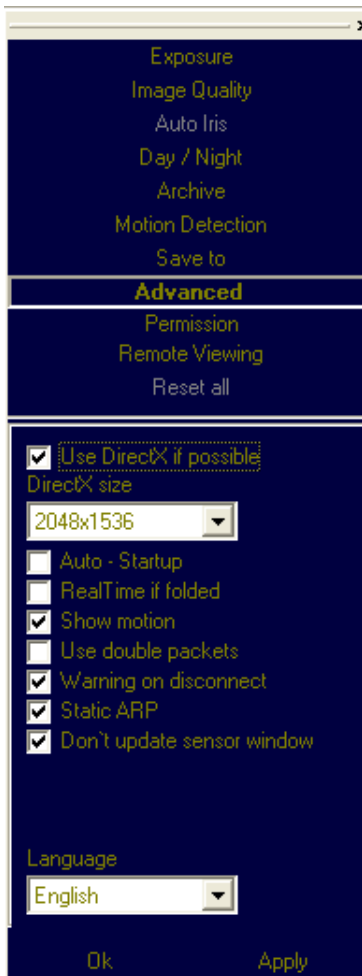 Exposure
Image Quality
Auto Iris
Day / Night
Archive
Motion Detection
Save to
Advanced
Permission
Remote Viewing
Reset all
Use DirectX if possible
DirectX size
2048x1536
Auto - Startup
RealTime if folded
Show motion
Use double packets
Warning on disconnect
Static ARP
Don`t update sensor window
Language
English
Ok Apply